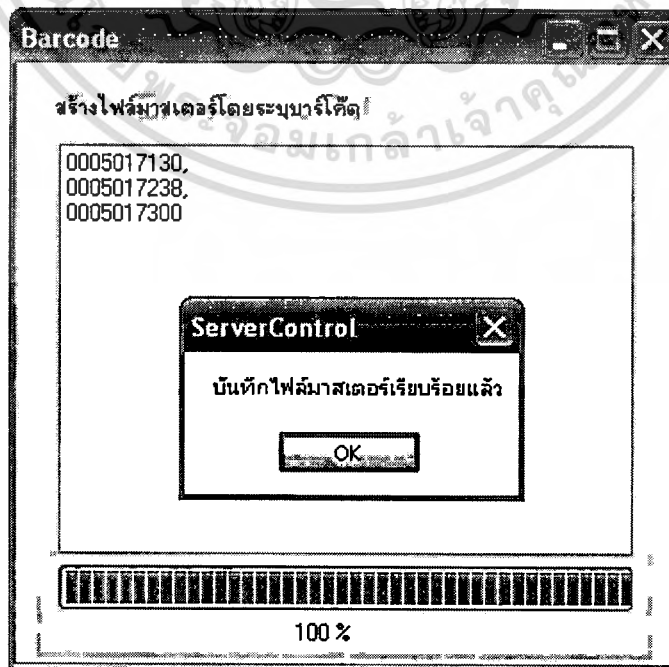 Barcode
สร้างไฟล์มาสเตอร์โดยระบุบาร์โค๊ด
0005017130,
0005017238,
0005017300
ServerControl
บันทึกไฟล์มาสเตอร์เรียบร้อยแล้ว
OK
100 %